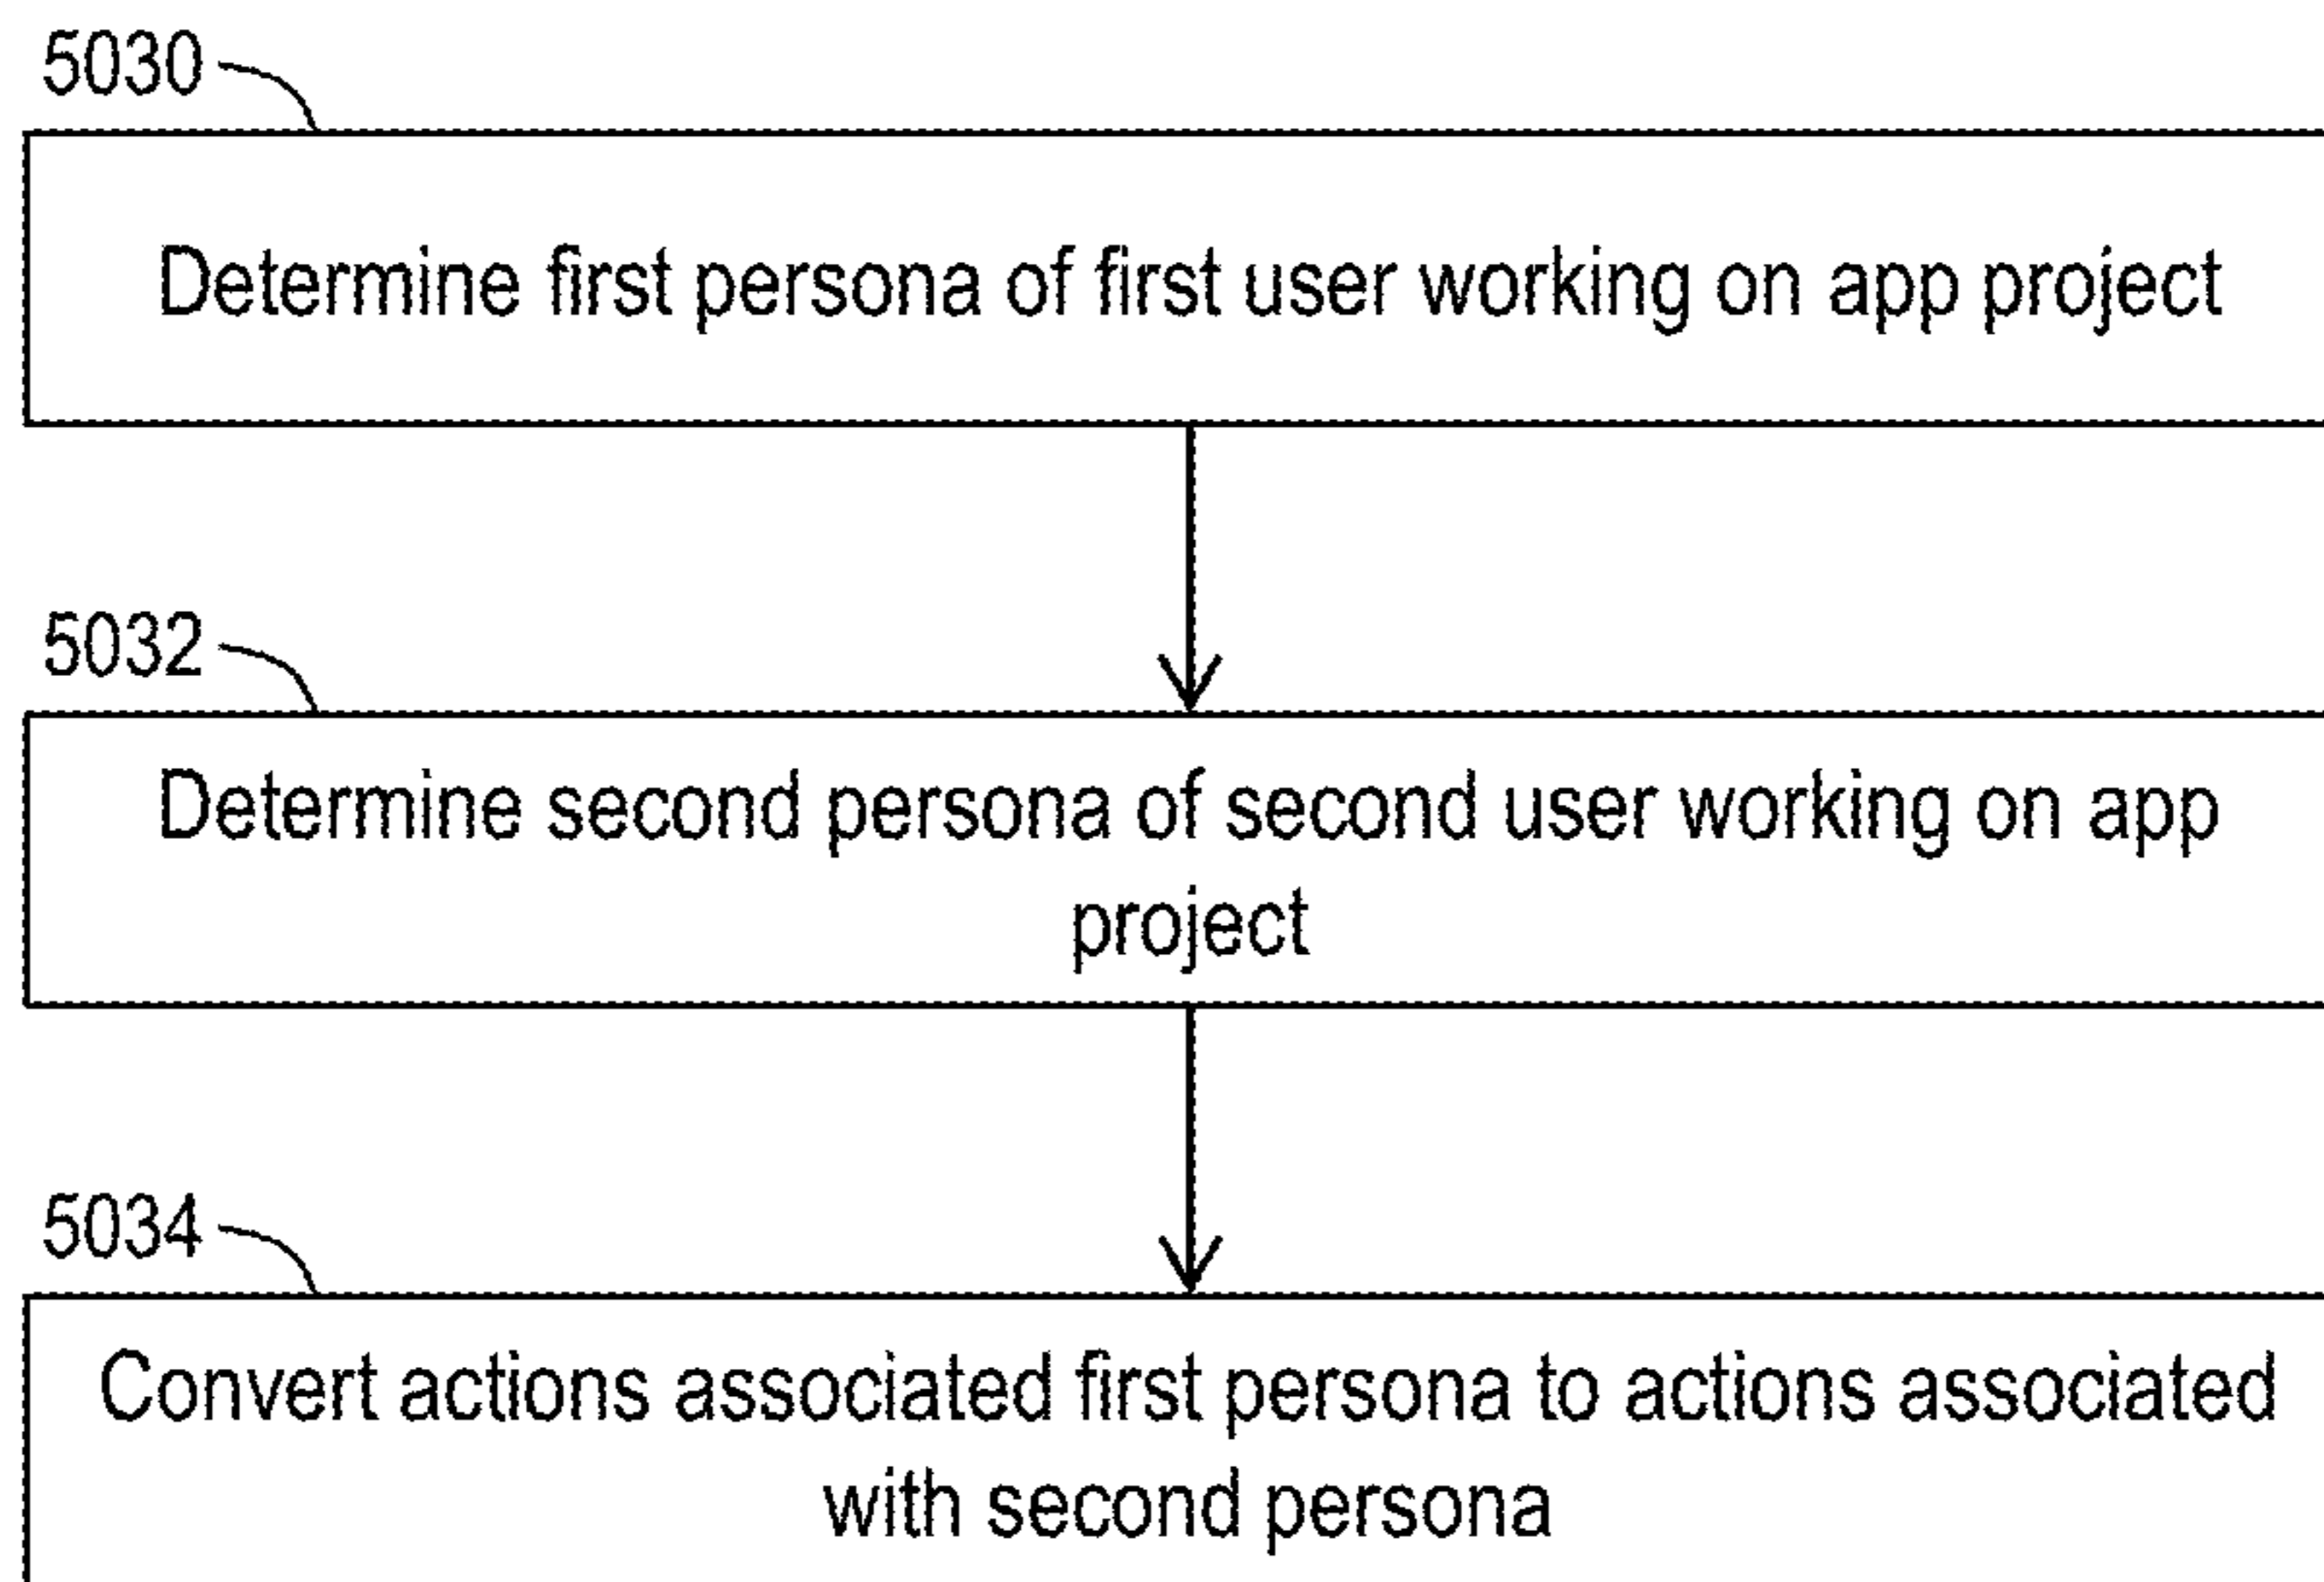 5030
Determine first persona of first user working on app project
5032
Determine second persona of second user working on app
project
5034
Convert actions associated first persona to actions associated
with second persona